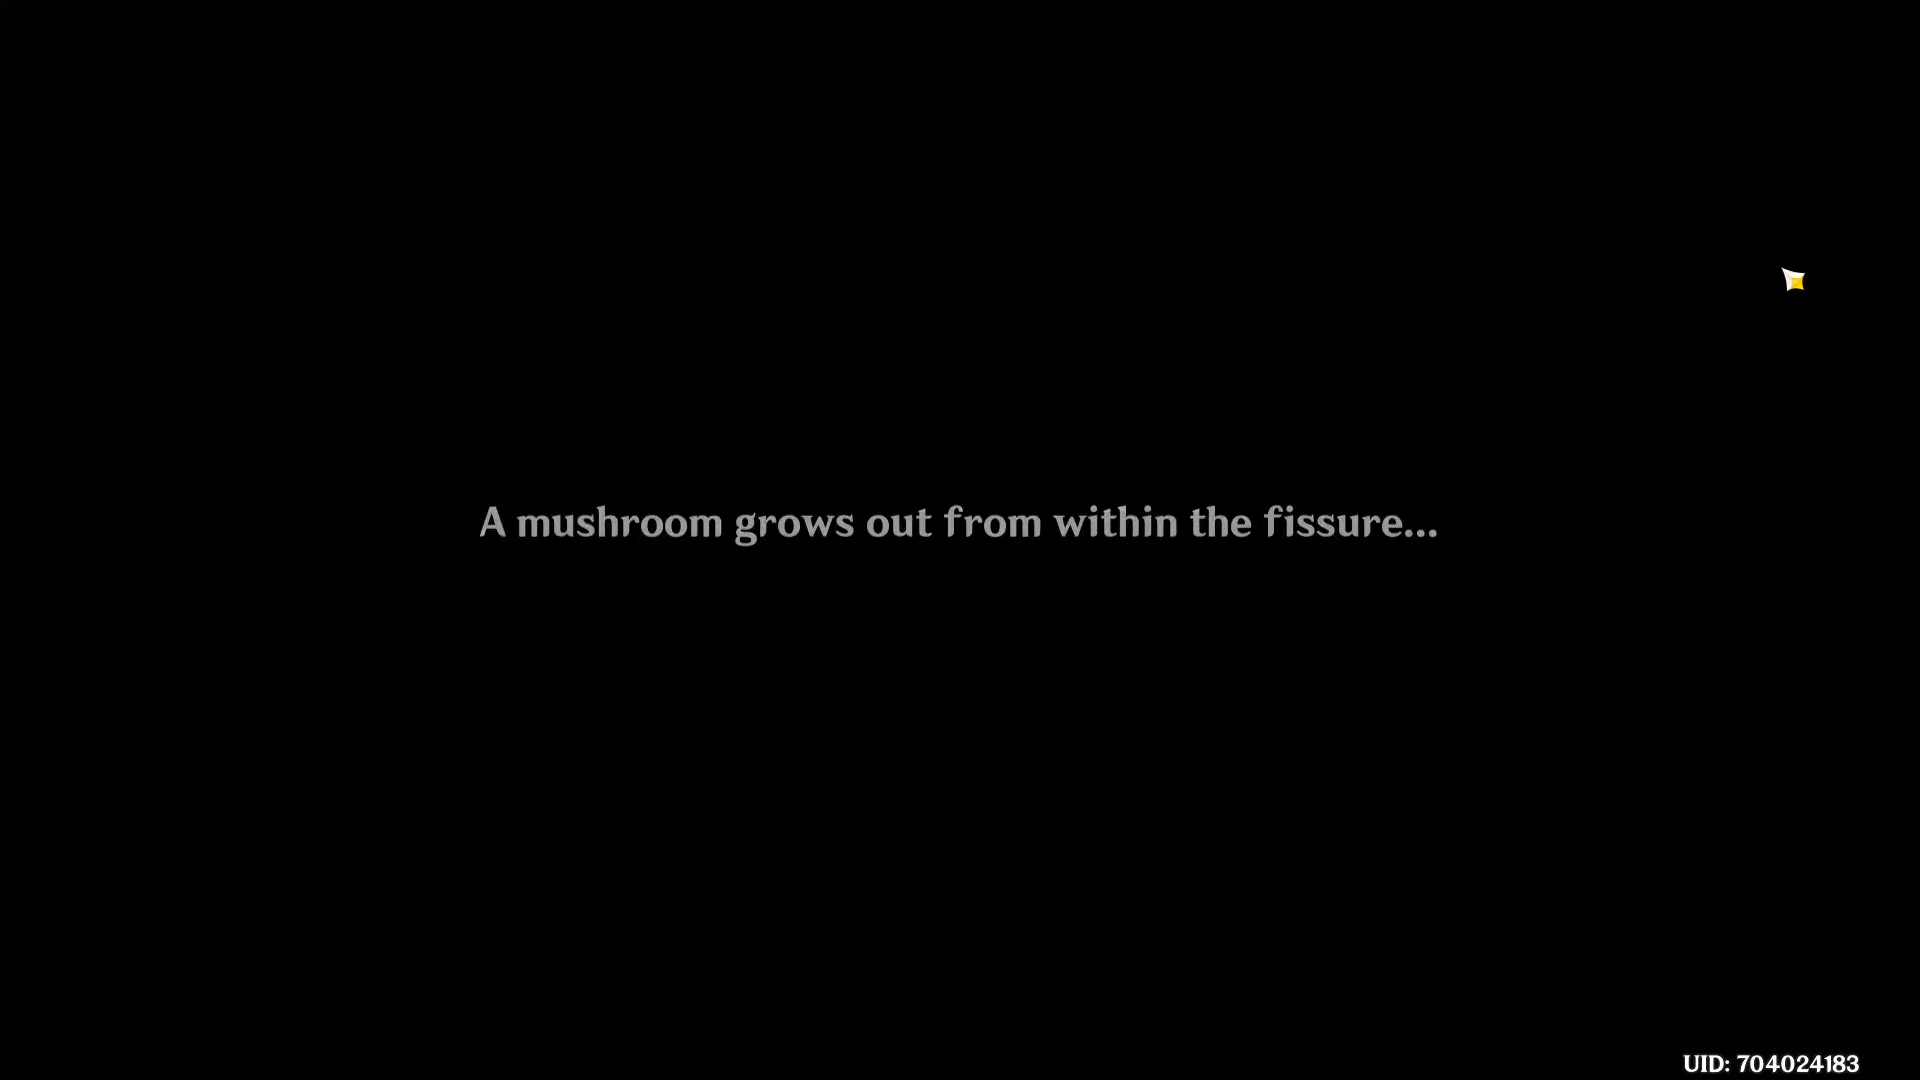 A mushroom grows out from within the fissure...
UID: 704024183